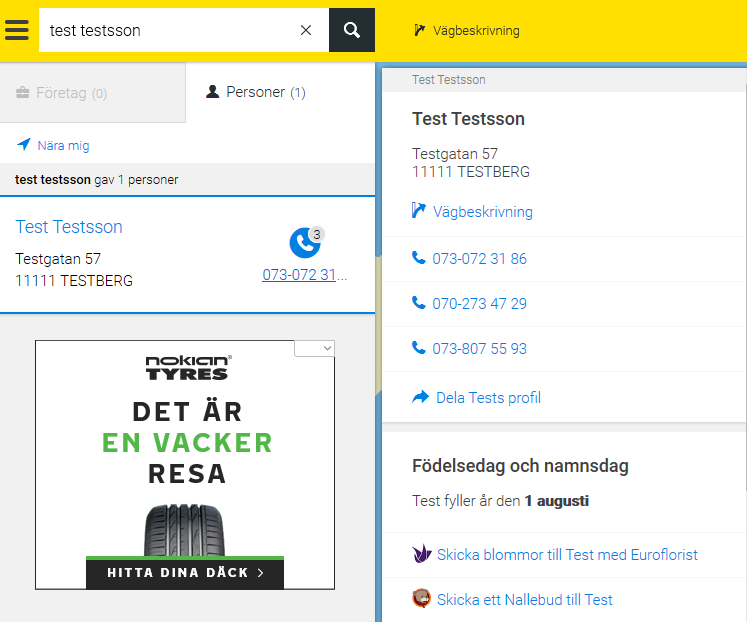 test testsson
Företag (0)
Personer (1)
Nära mig
test testsson gav 1 personer
Test Testsson
Testgatan 57
11111 TESTBERG
3
073-072 31...
nokian
TYRES
DET ÄR
EN VACKER
RESA
HITTA DINA DÄCK >
Vägbeskrivning
Test Testsson
Test Testsson
Testgatan 57
11111 TESTBERG
Vägbeskrivning
073-072 31 86
070-273 47 29
073-807 55 93
Dela Tests profil
Födelsedag och namnsdag
Test fyller år den 1 augusti
Skicka blommor till Test med Euroflorist
Skicka ett Nallebud till Test